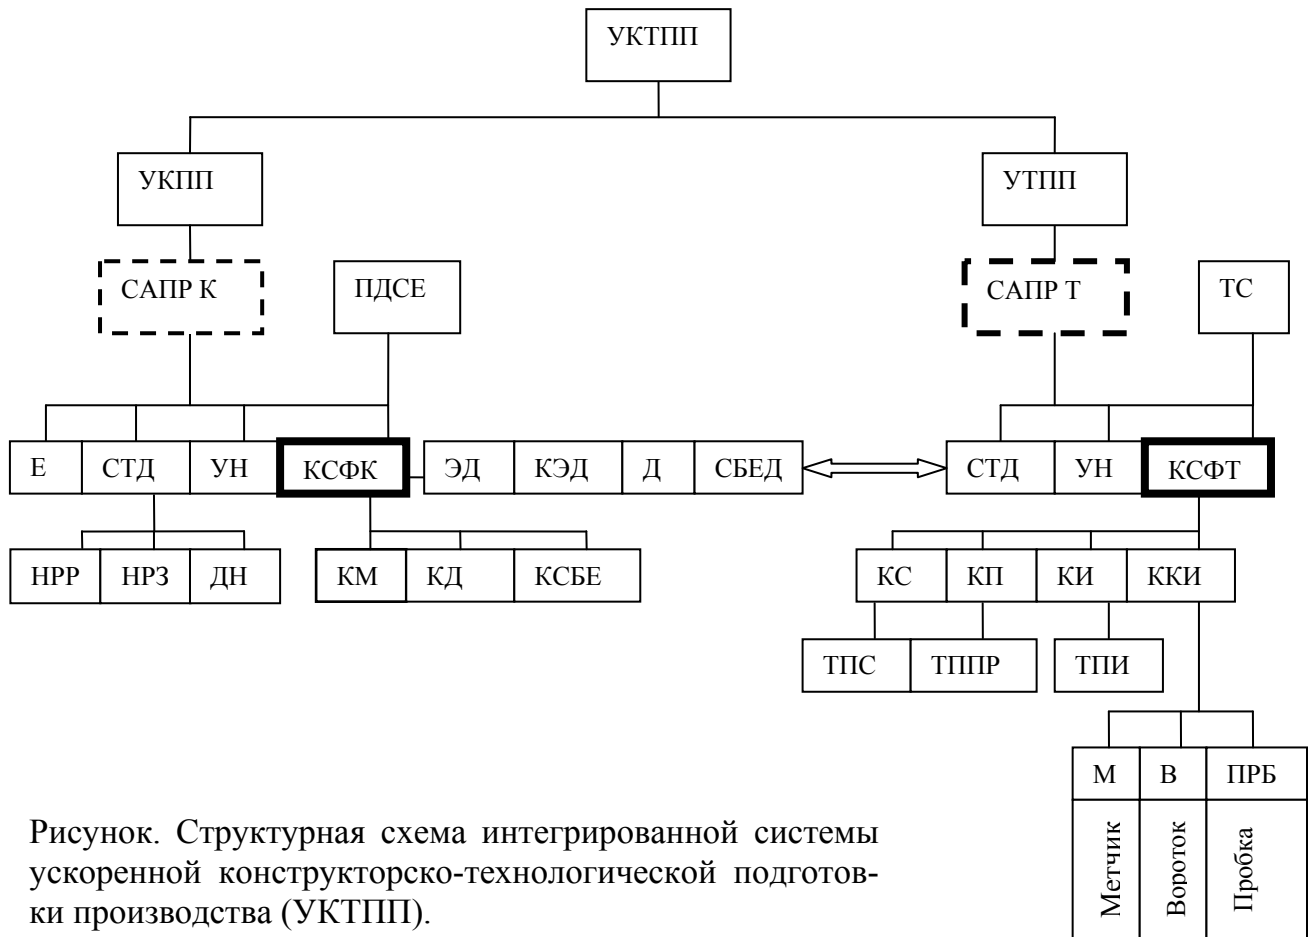 УКТПП
УКПП
УТПП
САПР К
ПДСЕ
САПР Т
ТС
Е СТД УН КСФК ЭД КЭД Д СБЕД СТД УН КСФТ
НРР НРЗ ДН КМ КД КСБЕ КС КП КИ ККИ
ТПС ТППР ТПИ
М В ПРБ
Метчик
Вороток
Пробка
Рисунок. Структурная схема интегрированной системы
ускоренной конструкторско-технологической подготов-
ки производства (УКТПП).